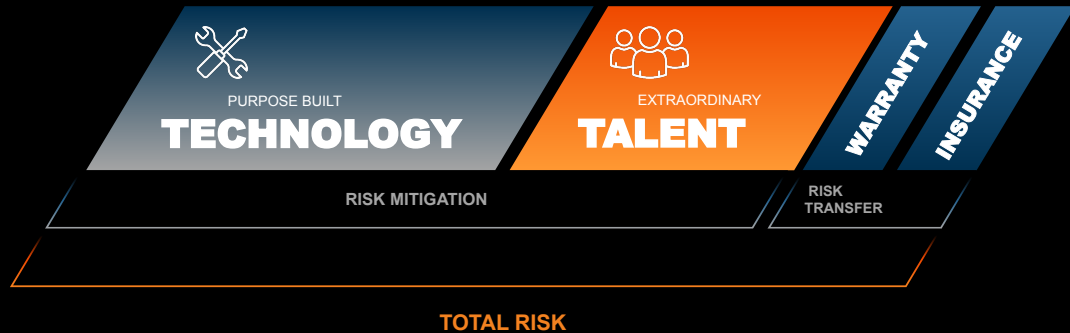 PURPOSE BUILT
TECHNOLOGY
EXTRAORDINARY
TALENT
WARRANTY
INSURANCE
RISK MITIGATION
RISK
TRANSFER
TOTAL RISK